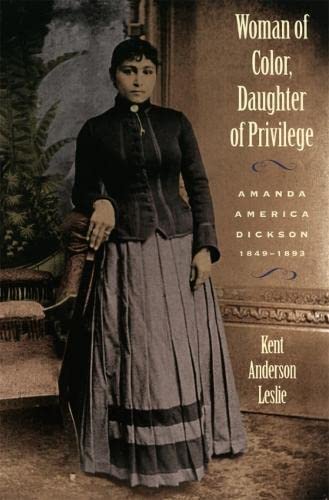 Woman of
Color,
Daughter
of Privilege
AMANDA
AMERICA
DICKSON
1849–1893
Kent
Anderson
Leslie